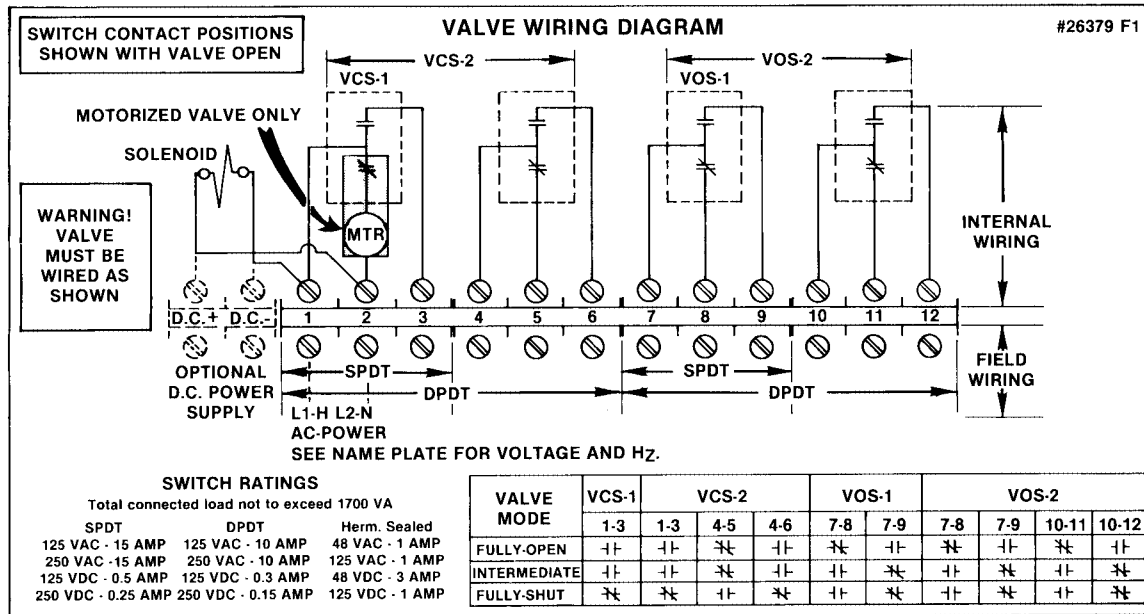 SWITCH CONTACT POSITIONS
SHOWN WITH VALVE OPEN
VALVE WIRING DIAGRAM
#26379 F1
VCS-2
VCS-1
VOS-2
VOS-1
MOTORIZED VALVE ONLY
SOLENOID
WARNING!
VALVE
MUST BE
WIRED AS
SHOWN
MTR
INTERNAL
WIRING
D.C.+ D.C.- 1 2 3 4 5 6 7 8 9 10 11 12
OPTIONAL
D.C. POWER
SUPPLY
SPDT
DPDT
SPDT
DPDT
FIELD
WIRING
L1-H L2-N
AC-POWER
SEE NAME PLATE FOR VOLTAGE AND HZ.
SWITCH RATINGS
Total connected load not to exceed 1700 VA
SPDT DPDT Herm. Sealed
125 VAC - 15 AMP 125 VAC - 10 AMP 48 VAC - 1 AMP
250 VAC - 15 AMP 250 VAC - 10 AMP 125 VAC - 1 AMP
125 VDC - 0.5 AMP 125 VDC - 0.3 AMP 48 VDC - 3 AMP
250 VDC - 0.25 AMP 250 VDC - 0.15 AMP 125 VDC - 1 AMP
VALVE
MODE
VCS-1 VCS-2 VOS-1 VOS-2
1-3 1-3 4-5 4-6 7-8 7-9 7-8 7-9 10-11 10-12
FULLY-OPEN
INTERMEDIATE
FULLY-SHUT